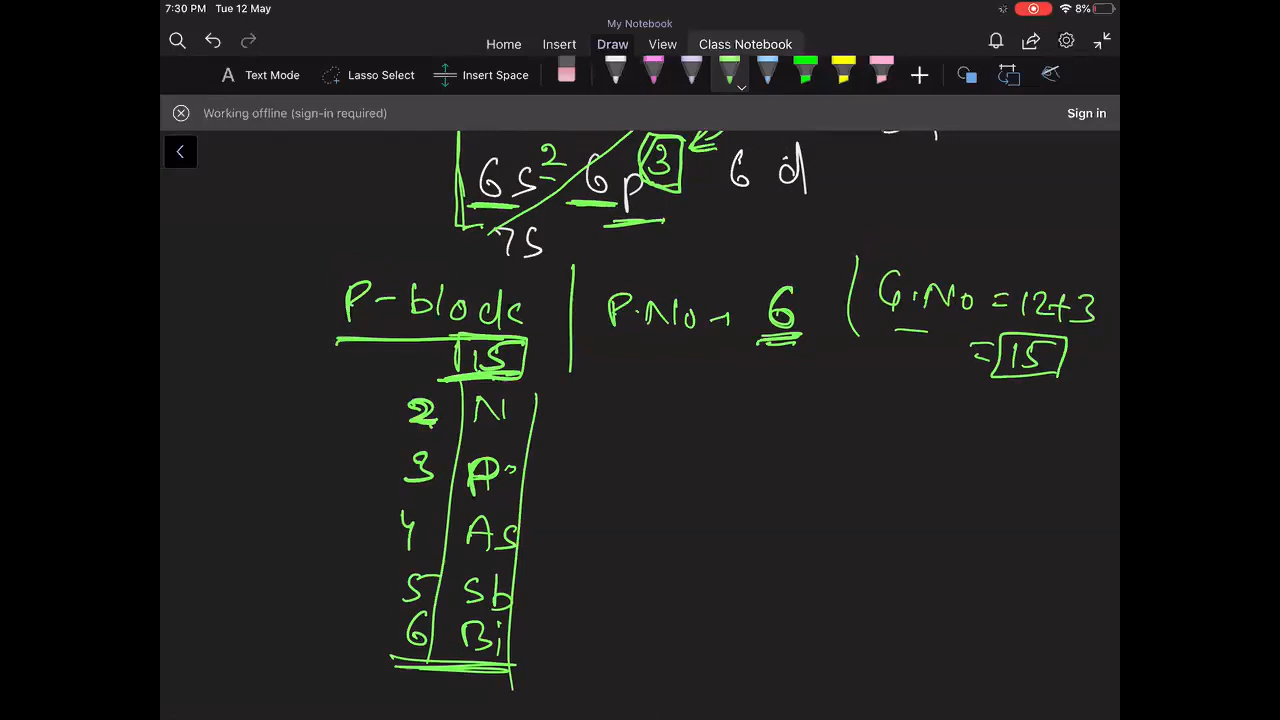 7:30 PM Tue 12 May
8%
My Notebook
Home Insert Draw View Class Notebook
Text Mode Lasso Select Insert Space
Working offline (sign-in required) Sign in
6s² 6p³ 6d
7s
P-block P.No → 6 G.No = 12+3
15 = 15
2 N
3 P
4 As
5 Sb
6 Bi